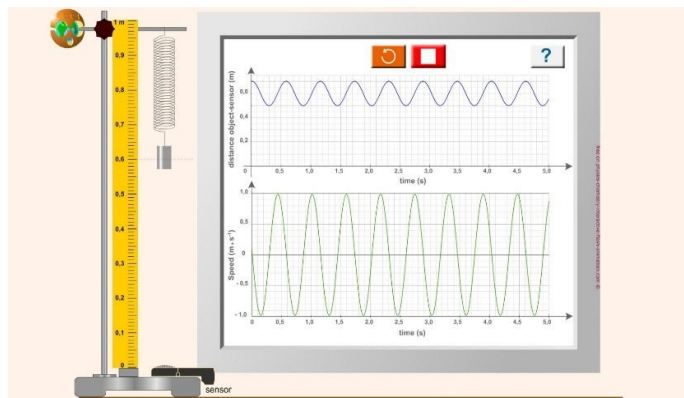 1 m
0,9
0,8
0,7
0,6
0,5
0,4
0,3
0,2
0,1
0
sensor
?
distance object-sensor (m)
0,6
0,4
0,2
0
0 0,5 1,0 1,5 2,0 2,5 3,0 3,5 4,0 4,5 5,0
time (s)
Speed (m . s⁻¹)
1,0
0,5
0
- 0,5
- 1,0
0 0,5 1,0 1,5 2,0 2,5 3,0 3,5 4,0 4,5 5,0
time (s)